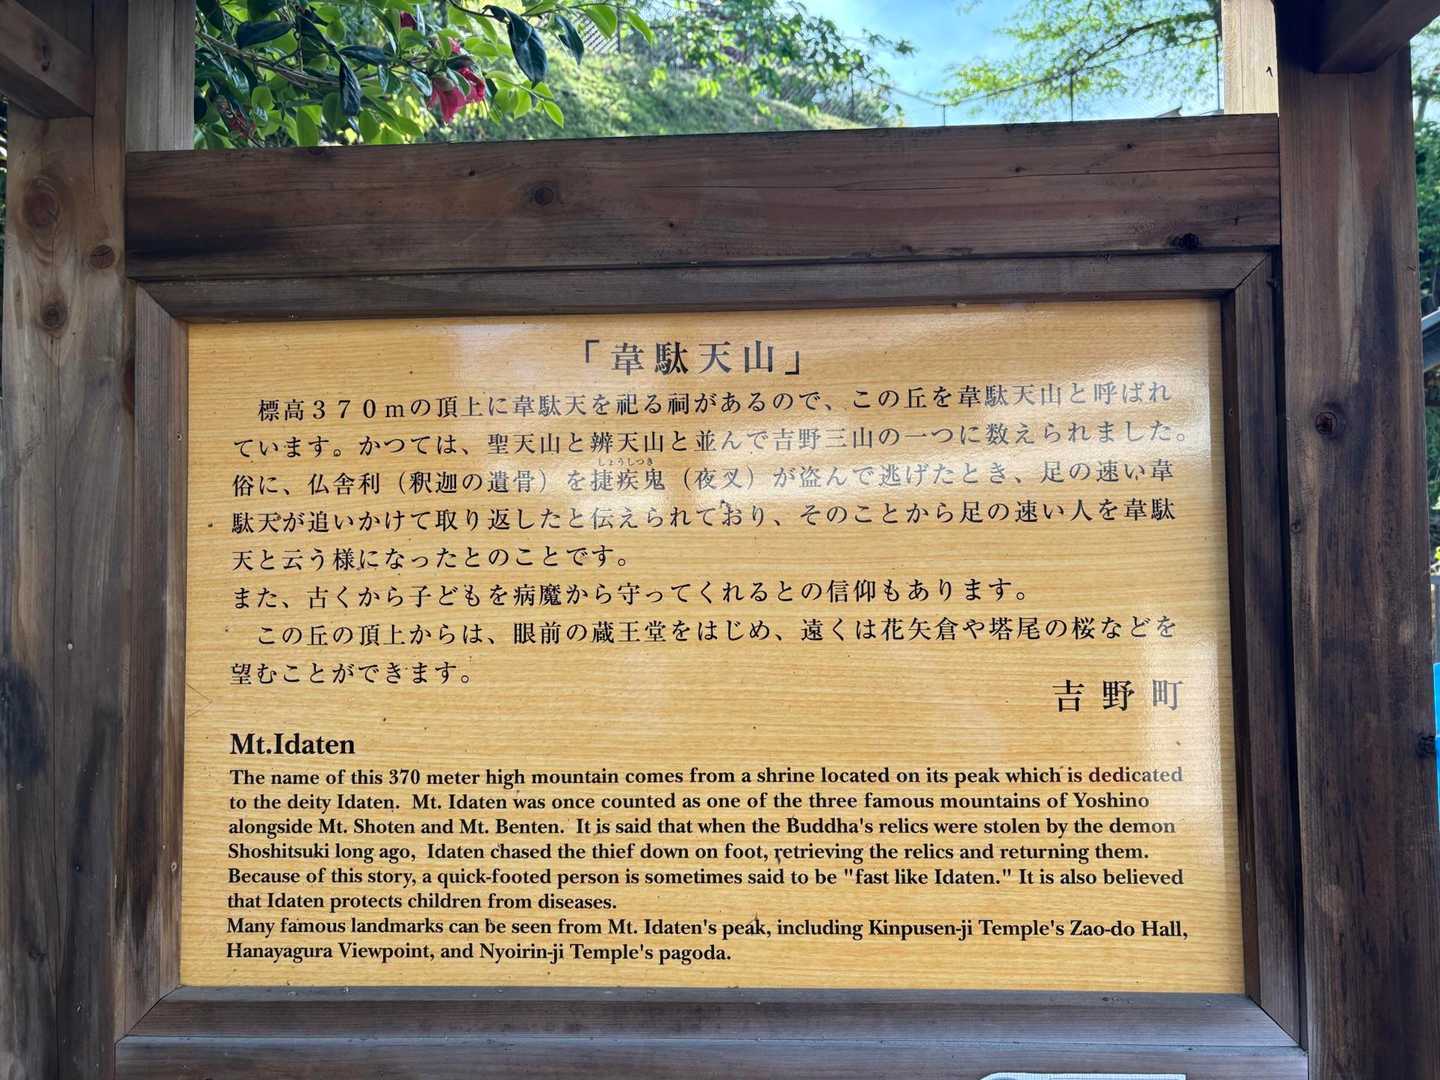 「韋駄天山」
標高３７０ｍの頂上に韋駄天を祀る祠があるので、この丘を韋駄天山と呼ばれ
ています。かつては、聖天山と辨天山と並んで吉野三山の一つに数えられました。
しょうしつき
俗に、仏舎利（釈迦の遺骨）を捷疾鬼（夜叉）が盗んで逃げたとき、足の速い韋
駄天が追いかけて取り返したと伝えられており、そのことから足の速い人を韋駄
天と云う様になったとのことです。
また、古くから子どもを病魔から守ってくれるとの信仰もあります。
この丘の頂上からは、眼前の蔵王堂をはじめ、遠くは花矢倉や塔尾の桜などを
望むことができます。
吉野町
Mt.Idaten
The name of this 370 meter high mountain comes from a shrine located on its peak which is dedicated
to the deity Idaten. Mt. Idaten was once counted as one of the three famous mountains of Yoshino
alongside Mt. Shoten and Mt. Benten. It is said that when the Buddha's relics were stolen by the demon
Shoshitsuki long ago, Idaten chased the thief down on foot, retrieving the relics and returning them.
Because of this story, a quick-footed person is sometimes said to be "fast like Idaten." It is also believed
that Idaten protects children from diseases.
Many famous landmarks can be seen from Mt. Idaten's peak, including Kinpusen-ji Temple's Zao-do Hall,
Hanayagura Viewpoint, and Nyoirin-ji Temple's pagoda.